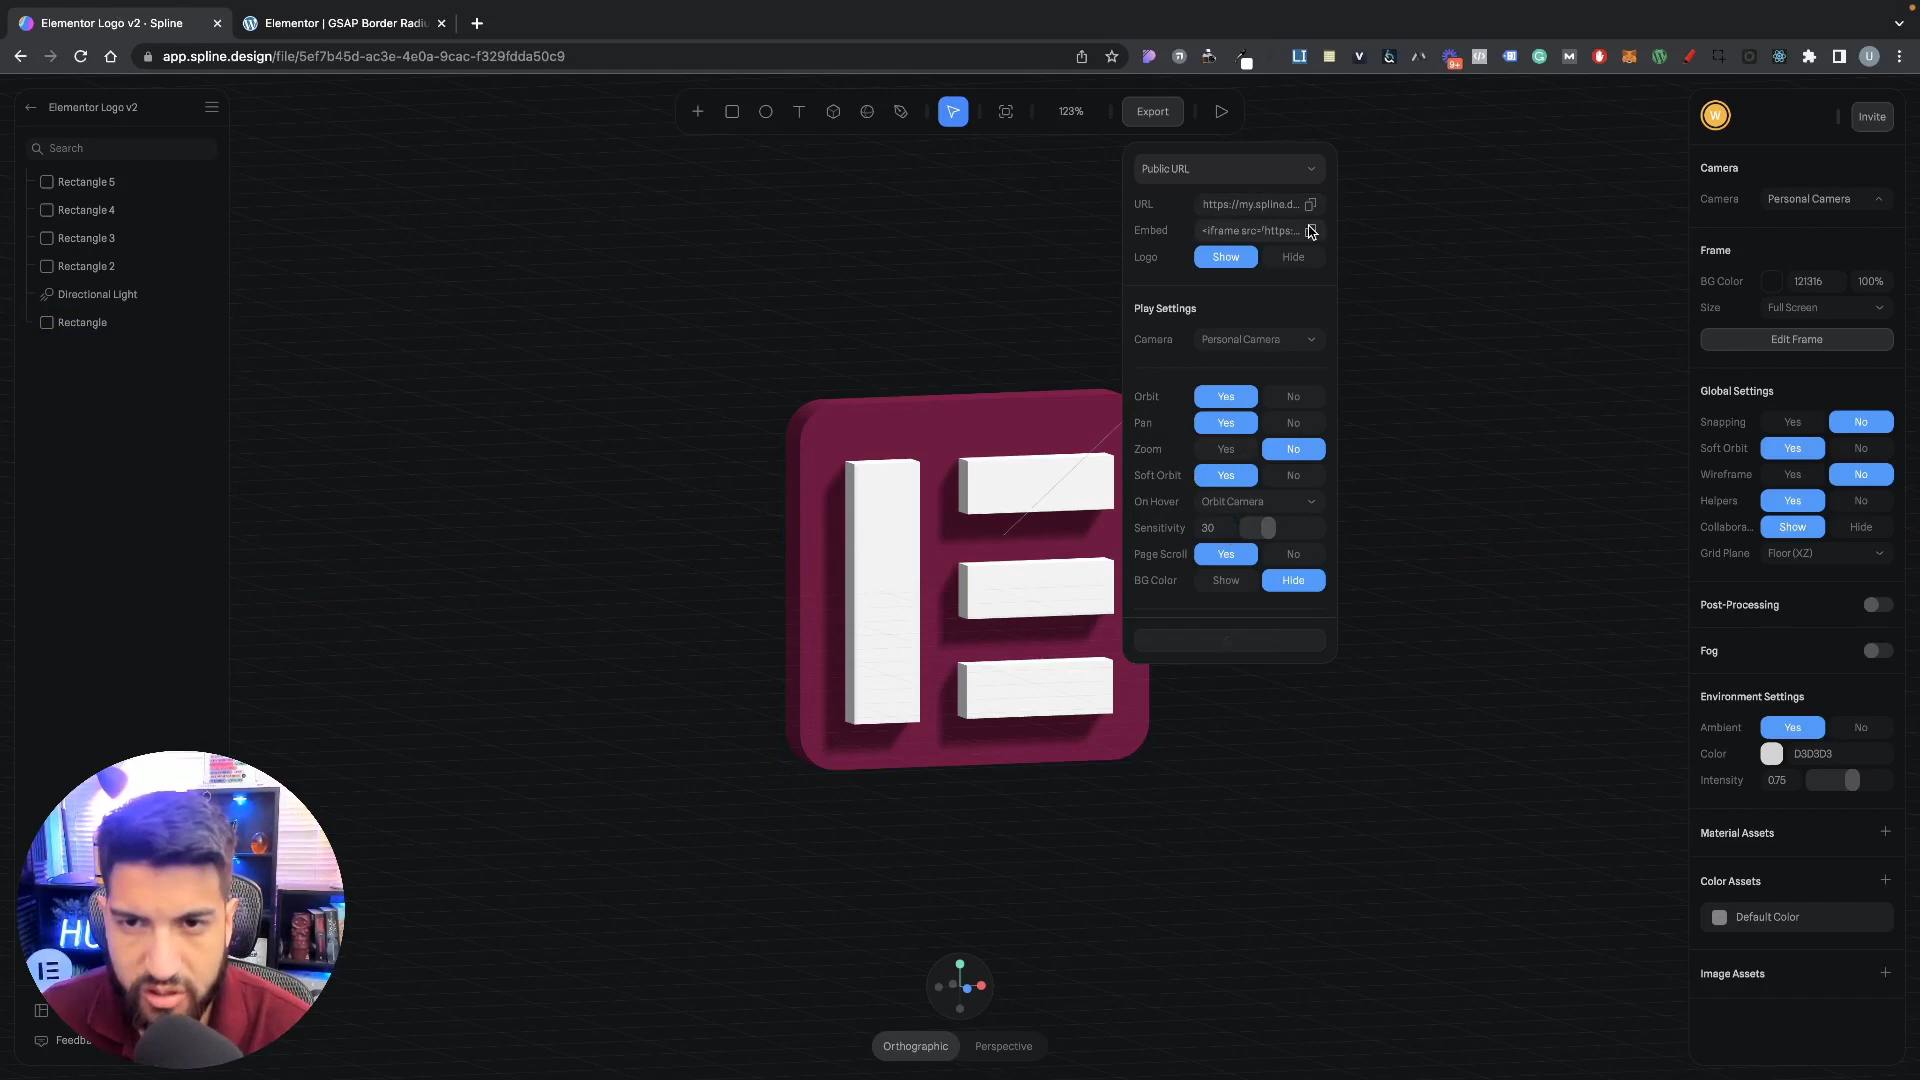 Elementor Logo v2 - Spline
Elementor | GSAP Border Radiu
app.spline.design/file/5ef7b45d-ac3e-4e0a-9cac-f329fdda50c9
9+
U
Elementor Logo v2
T
123%
Export
W
Invite
Search
Rectangle 5
Rectangle 4
Rectangle 3
Rectangle 2
Directional Light
Rectangle
Public URL
URL https://my.spline.d...
Embed <iframe src='https:...
Logo Show Hide
Play Settings
Camera Personal Camera
Orbit Yes No
Pan Yes No
Zoom Yes No
Soft Orbit Yes No
On Hover Orbit Camera
Sensitivity 30
Page Scroll Yes No
BG Color Show Hide
Camera
Camera Personal Camera
Frame
BG Color 121316 100%
Size Full Screen
Edit Frame
Global Settings
Snapping Yes No
Soft Orbit Yes No
Wireframe Yes No
Helpers Yes No
Collabora... Show Hide
Grid Plane Floor (XZ)
Post-Processing
Fog
Environment Settings
Ambient Yes No
Color D3D3D3
Intensity 0.75
Material Assets
Color Assets
Default Color
Image Assets
HU
Feedba
Orthographic Perspective